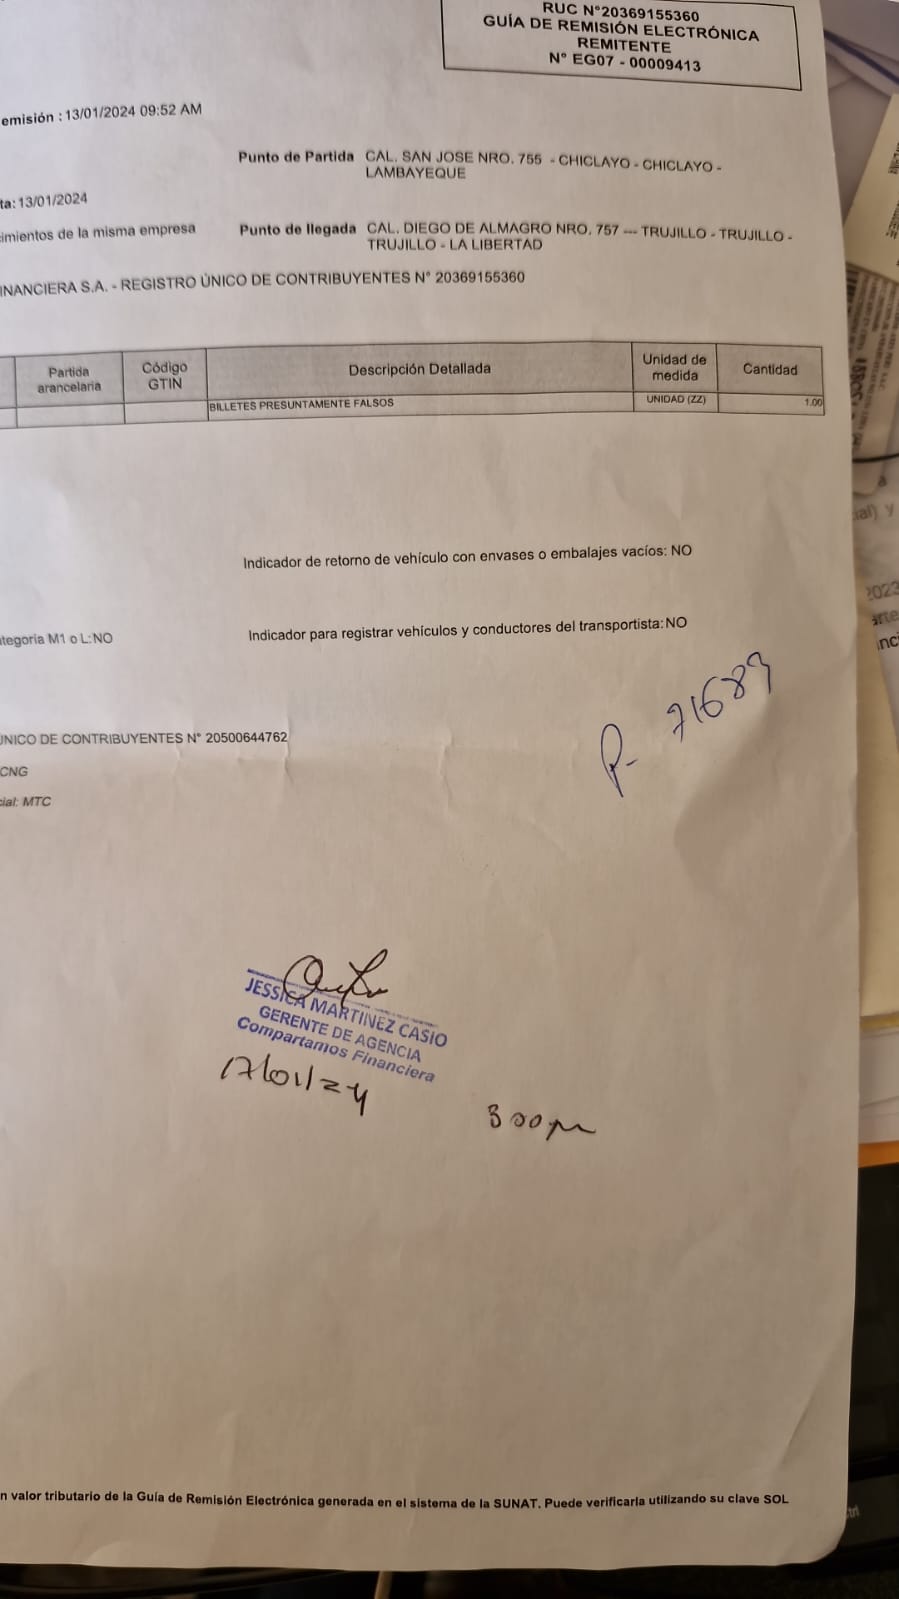 RUC N°20369155360
GUÍA DE REMISIÓN ELECTRÓNICA
REMITENTE
N° EG07 - 00009413
emisión : 13/01/2024 09:52 AM
Punto de Partida CAL. SAN JOSE NRO. 755 - CHICLAYO - CHICLAYO -
LAMBAYEQUE
ta: 13/01/2024
cimientos de la misma empresa
Punto de llegada CAL. DIEGO DE ALMAGRO NRO. 757 --- TRUJILLO - TRUJILLO -
TRUJILLO - LA LIBERTAD
INANCIERA S.A. - REGISTRO ÚNICO DE CONTRIBUYENTES N° 20369155360
Partida arancelaria Código GTIN Descripción Detallada Unidad de medida Cantidad
BILLETES PRESUNTAMENTE FALSOS UNIDAD (ZZ) 1.00
Indicador de retorno de vehículo con envases o embalajes vacíos: NO
ategoria M1 o L: NO
Indicador para registrar vehículos y conductores del transportista: NO
P- 71689
ÚNICO DE CONTRIBUYENTES N° 20500644762
CNG
cial: MTC
JESSICA MARTINEZ CASIO
GERENTE DE AGENCIA
Compartamos Financiera
17/01/24
3 00 pm
n valor tributario de la Guía de Remisión Electrónica generada en el sistema de la SUNAT. Puede verificarla utilizando su clave SOL